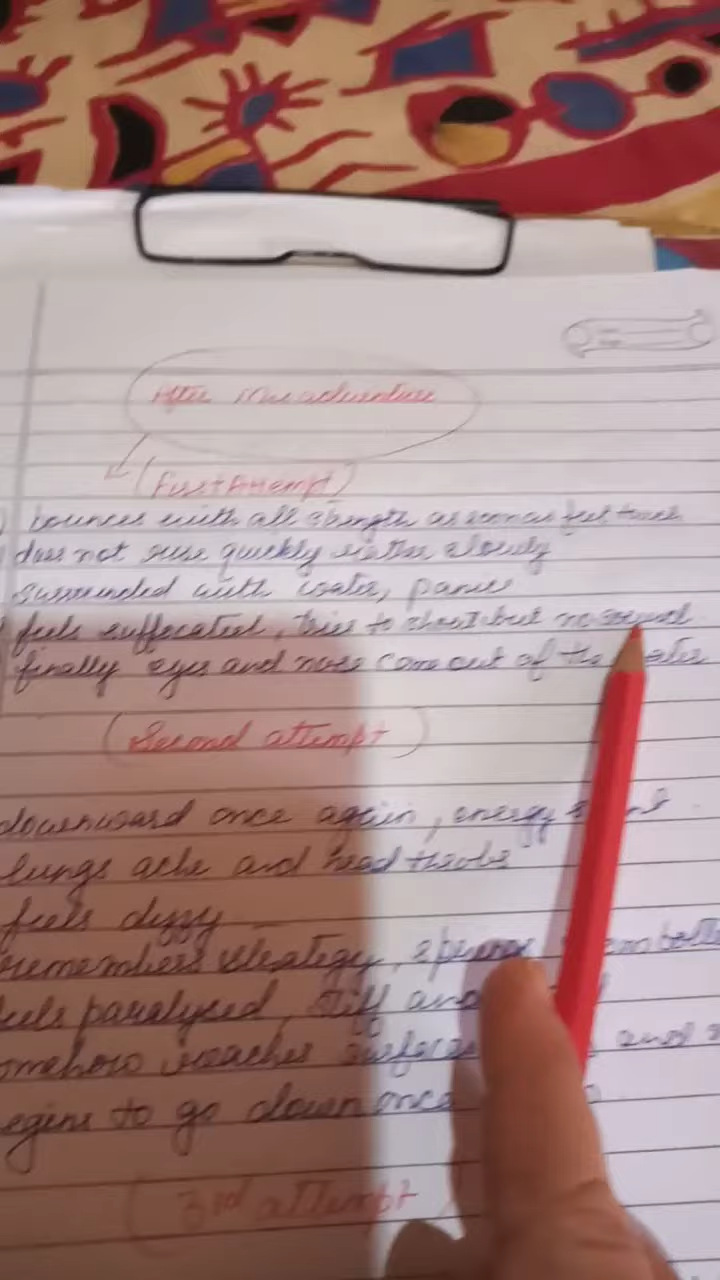 After misadventure
(First Attempt)
bounces with all strength as soon as feet touch
does not rise quickly rather slowly
surrounded with water, panics
feels suffocated, tries to shout but no sound
finally eyes and nose come out of the water
(Second attempt)
downward once again, energy
lungs ache and head throbs
feels dizzy
remembers strategy,
feels paralysed, stiff and
somehow reaches surface and
begins to go down once
(3rd attempt